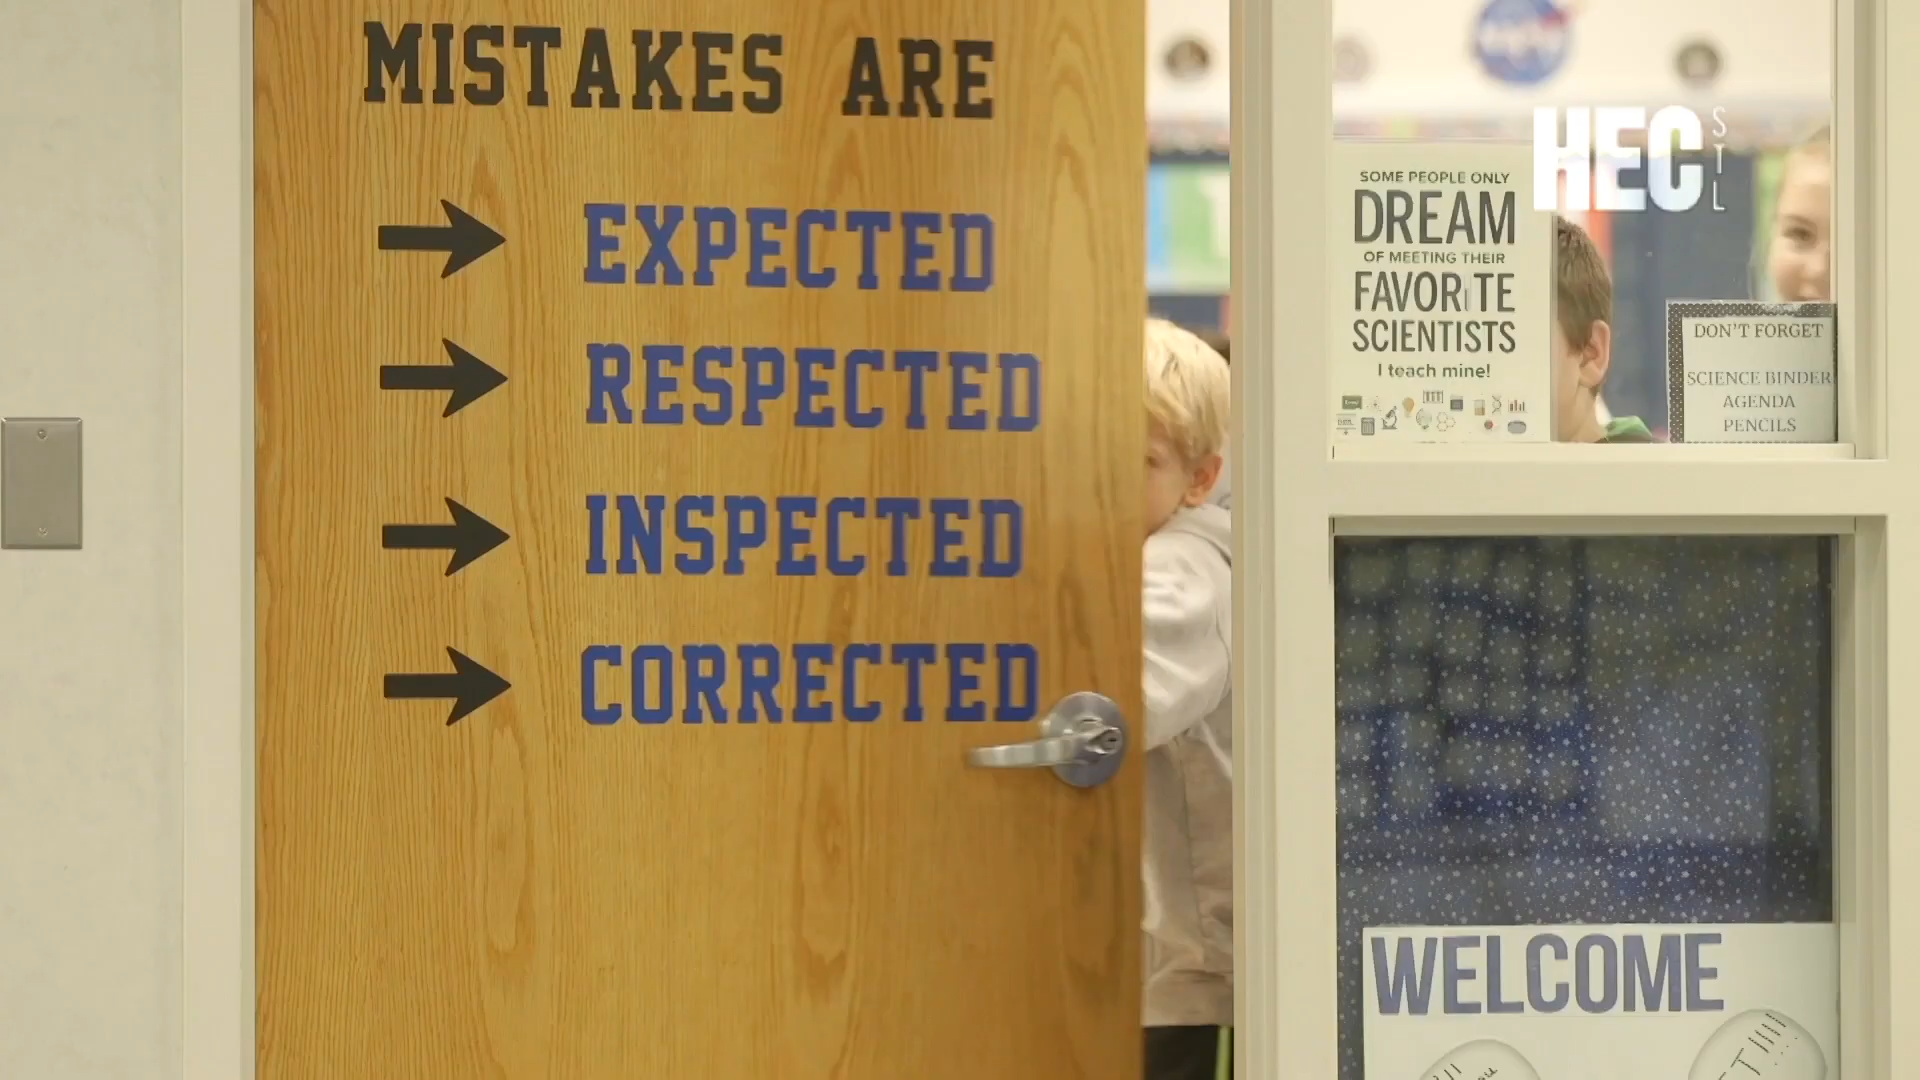 MISTAKES ARE
EXPECTED
RESPECTED
INSPECTED
CORRECTED
HEC
STL
SOME PEOPLE ONLY
DREAM
OF MEETING THEIR
FAVORITE
SCIENTISTS
I teach mine!
DON'T FORGET
SCIENCE BINDER
AGENDA
PENCILS
WELCOME